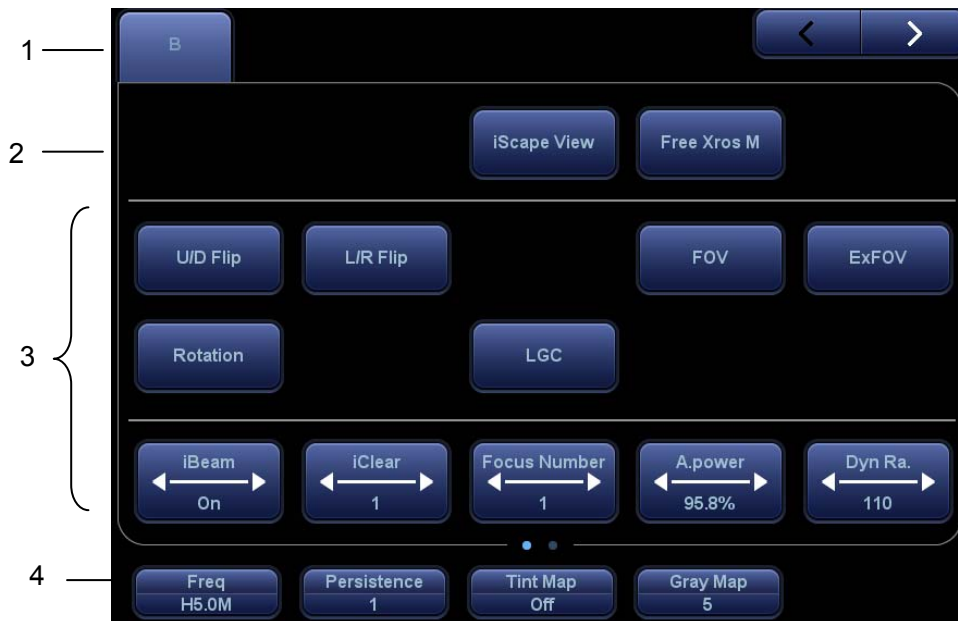 1
B
2
iScape View
Free Xros M
3
U/D Flip
L/R Flip
FOV
ExFOV
Rotation
LGC
iBeam
On
iClear
1
Focus Number
1
A.power
95.8%
Dyn Ra.
110
4
Freq
H5.0M
Persistence
1
Tint Map
Off
Gray Map
5